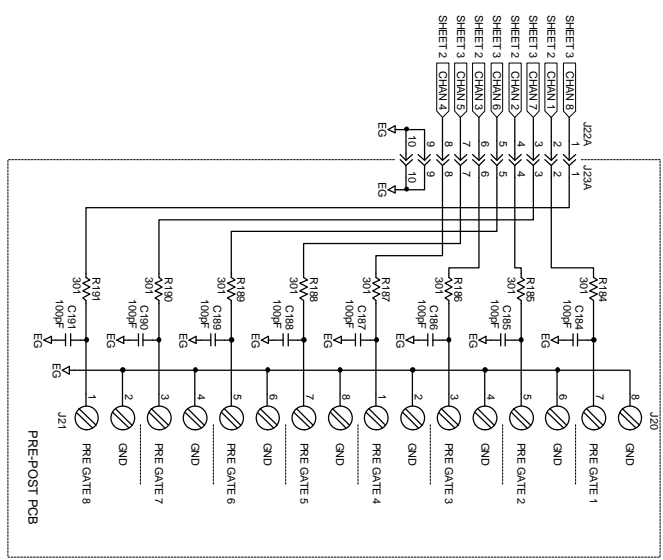 J20
8 GND
R184
301
C184
100pF
EG
7 PRE GATE 1
J22A J23A
SHEET 3 CHAN 8 1 1
SHEET 2 CHAN 1 2 2
SHEET 3 CHAN 7 3 3
SHEET 2 CHAN 2 4 4
SHEET 3 CHAN 6 5 5
SHEET 2 CHAN 3 6 6
SHEET 3 CHAN 5 7 7
SHEET 2 CHAN 4 8 8
9 9
10 10
EG EG
6 GND
R185
301
C185
100pF
EG
5 PRE GATE 2
4 GND
R186
301
C186
100pF
EG
3 PRE GATE 3
2 GND
R187
301
C187
100pF
EG
1 PRE GATE 4
8 GND
R188
301
C188
100pF
EG
7 PRE GATE 5
6 GND
R189
301
C189
100pF
EG
5 PRE GATE 6
4 GND
R190
301
C190
100pF
EG
3 PRE GATE 7
2 GND
R191
301
C191
100pF
EG
1 PRE GATE 8
EG
J21
PRE-POST PCB